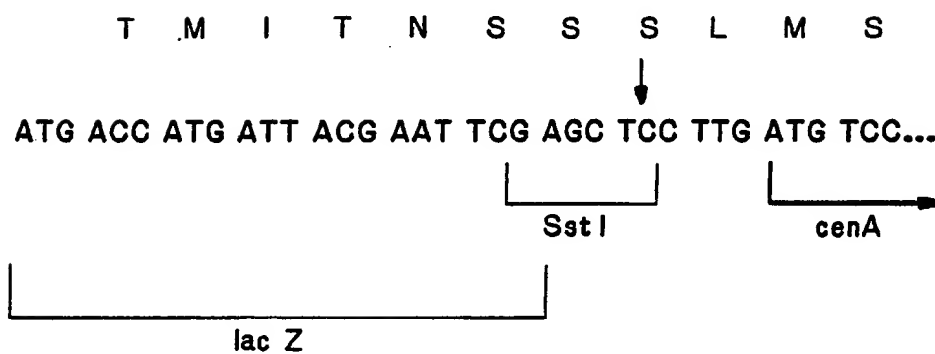 T M I T N S S S L M S
ATG ACC ATG ATT ACG AAT TCG AGC TCC TTG ATG TCC...
Sst I cenA
lac Z